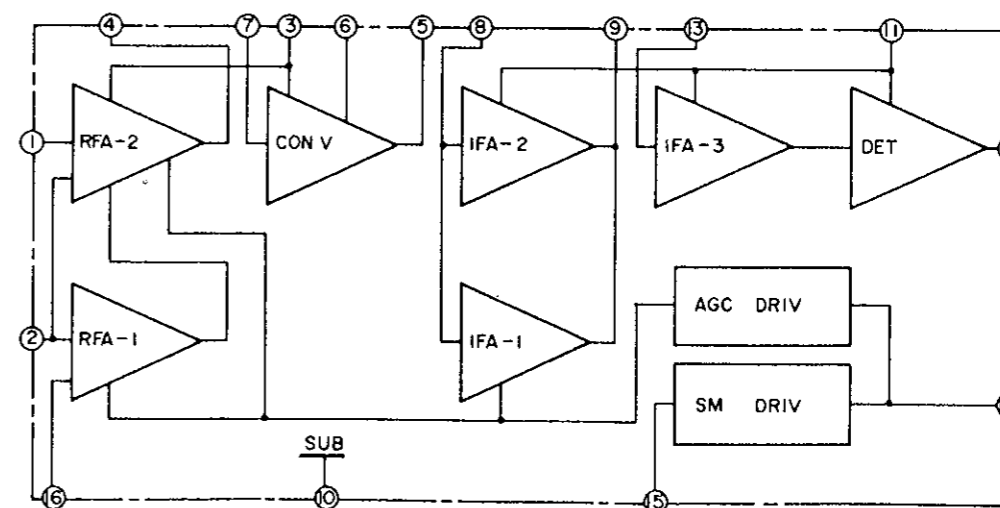 4 7 3 6 5 8 9 13 11
1 RFA-2 CONV IFA-2 IFA-3 DET
2 RFA-1 IFA-1 AGC DRIV
SM DRIV
SUB
16 10 15